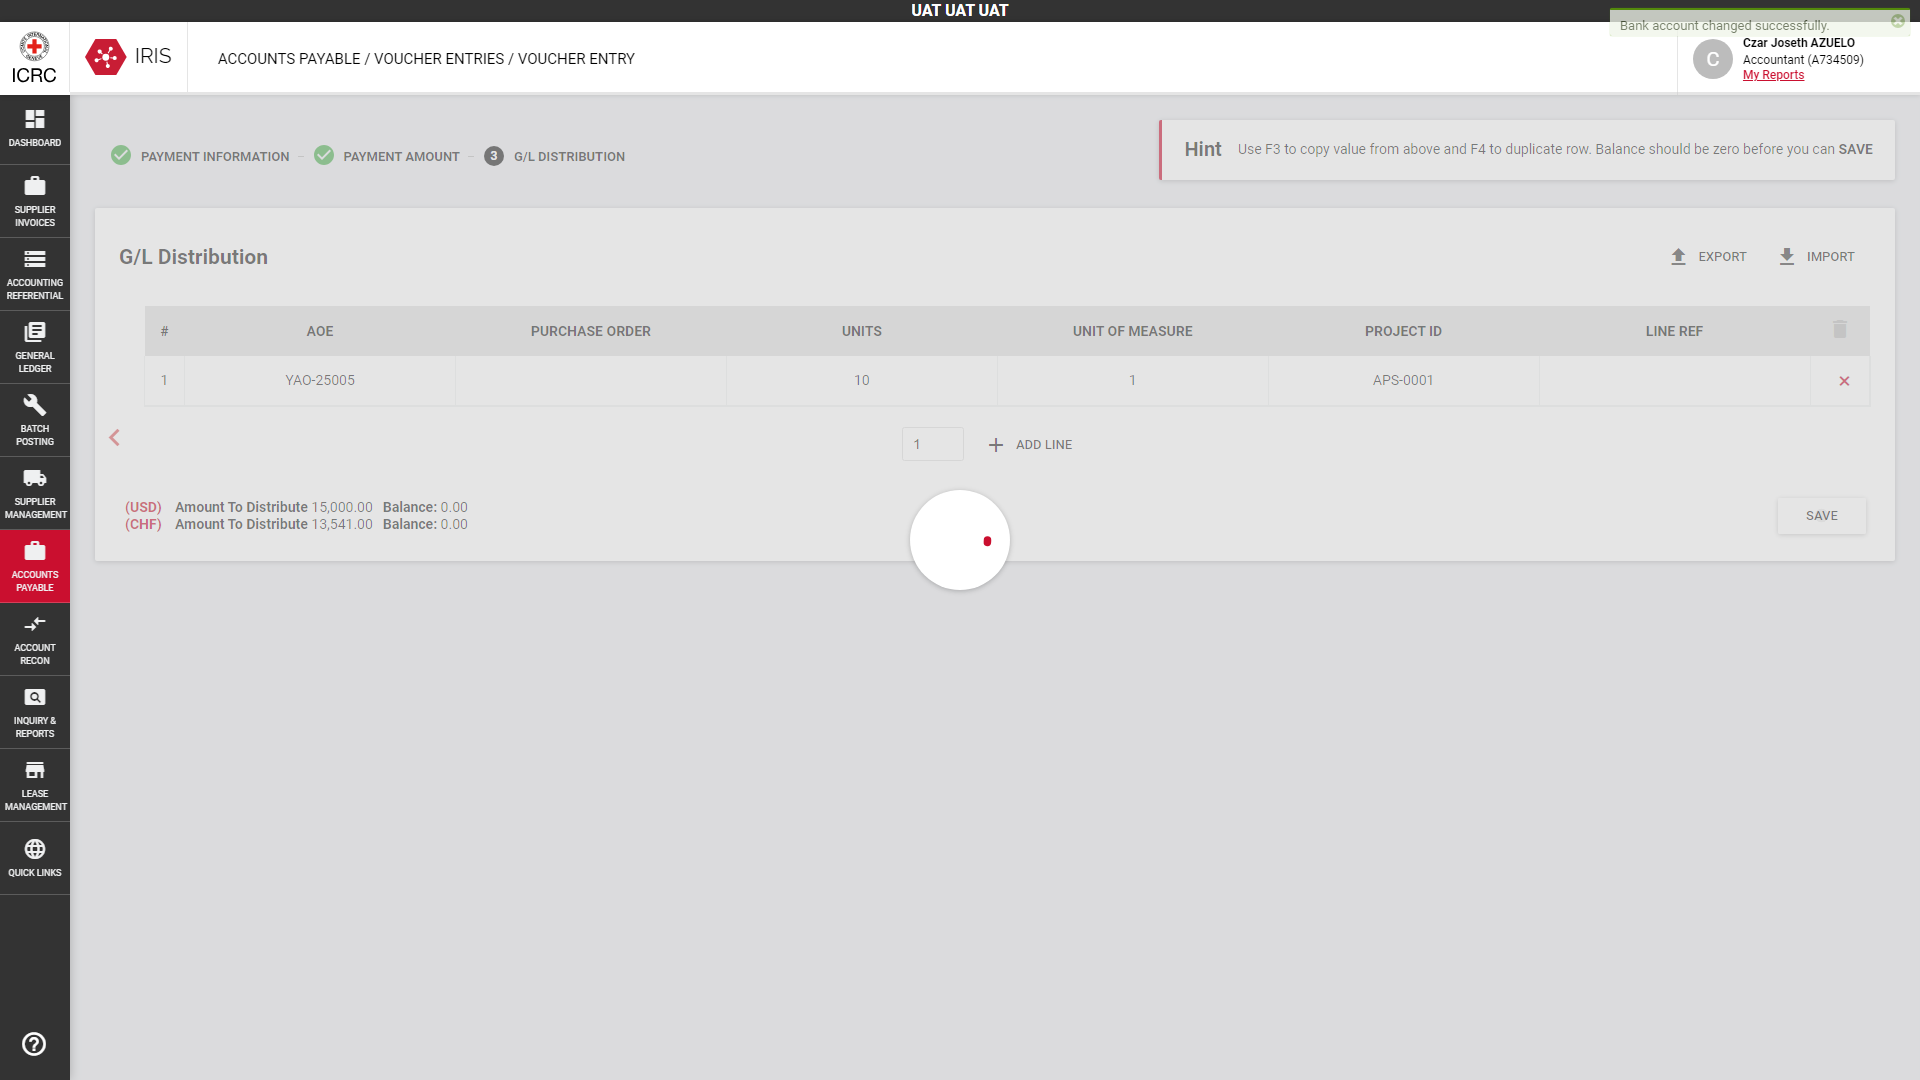 UAT UAT UAT
Bank account changed successfully.
ICRC
IRIS
ACCOUNTS PAYABLE / VOUCHER ENTRIES / VOUCHER ENTRY
C
Czar Joseth AZUELO
Accountant (A734509)
My Reports
DASHBOARD
SUPPLIER
INVOICES
ACCOUNTING
REFERENTIAL
GENERAL
LEDGER
BATCH
POSTING
SUPPLIER
MANAGEMENT
ACCOUNTS
PAYABLE
ACCOUNT
RECON
INQUIRY &
REPORTS
LEASE
MANAGEMENT
QUICK LINKS
PAYMENT INFORMATION
PAYMENT AMOUNT
3 G/L DISTRIBUTION
Hint Use F3 to copy value from above and F4 to duplicate row. Balance should be zero before you can SAVE
G/L Distribution
EXPORT
IMPORT
# AOE PURCHASE ORDER UNITS UNIT OF MEASURE PROJECT ID LINE REF
1 YAO-25005 10 1 APS-0001
1
ADD LINE
(USD) Amount To Distribute 15,000.00 Balance: 0.00
(CHF) Amount To Distribute 13,541.00 Balance: 0.00
SAVE